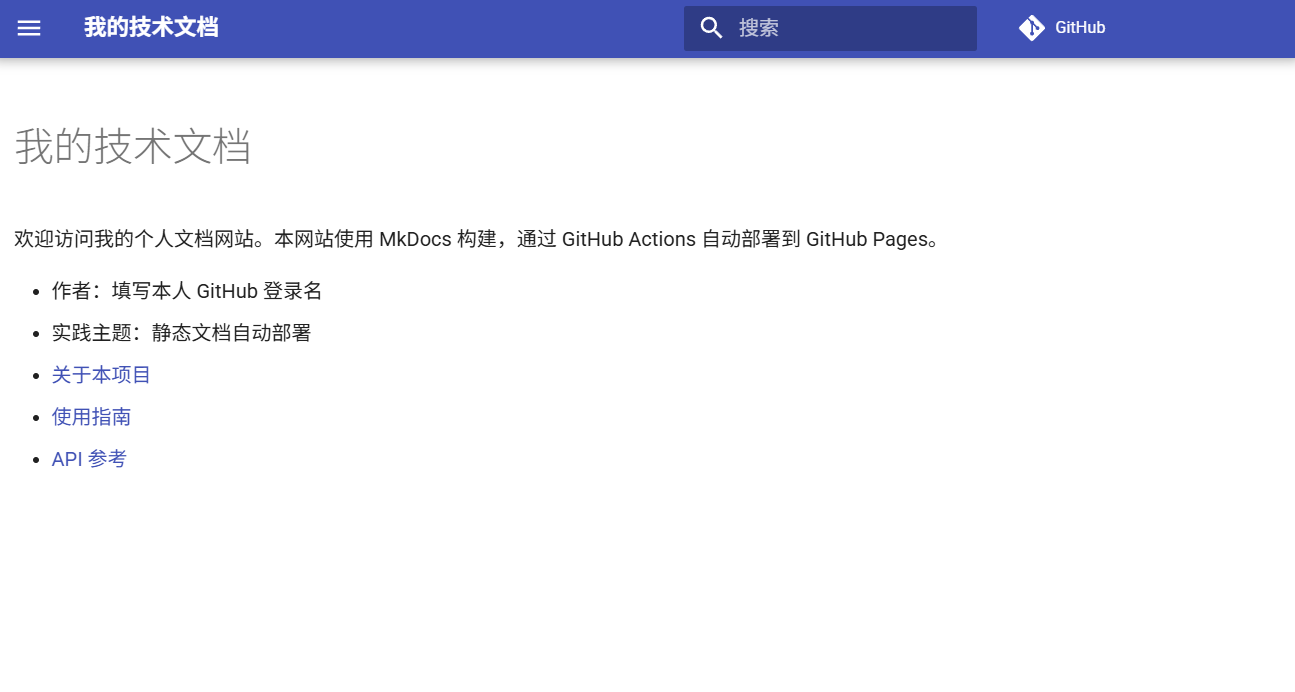 我的技术文档
搜索
GitHub
我的技术文档
欢迎访问我的个人文档网站。本网站使用 MkDocs 构建，通过 GitHub Actions 自动部署到 GitHub Pages。
作者：填写本人 GitHub 登录名
实践主题：静态文档自动部署
关于本项目
使用指南
API 参考